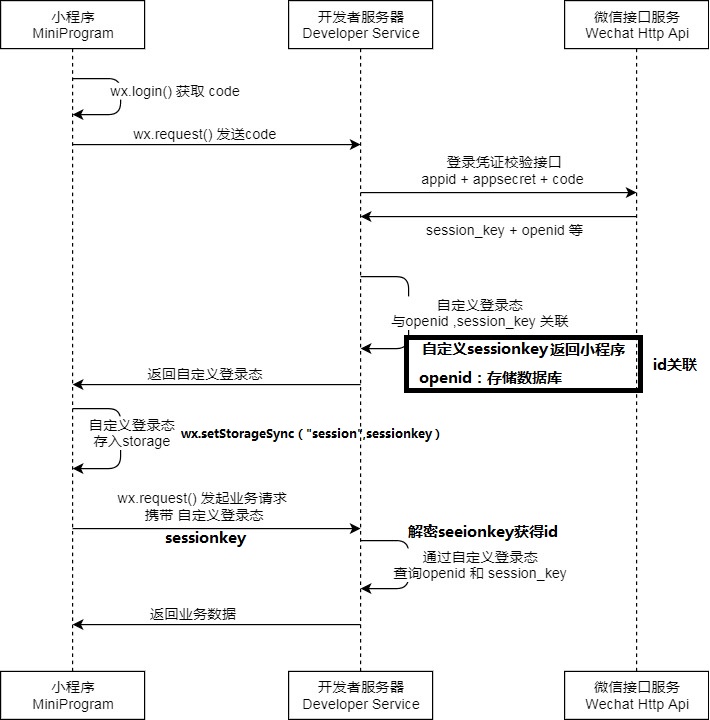 小程序
MiniProgram
开发者服务器
Developer Service
微信接口服务
Wechat Http Api
wx.login() 获取 code
wx.request() 发送code
登录凭证校验接口
appid + appsecret + code
session_key + openid 等
自定义登录态
与openid ,session_key 关联
自定义sessionkey返回小程序
openid：存储数据库
id关联
返回自定义登录态
自定义登录态
存入storage
wx.setStorageSync（"session",sessionkey）
wx.request() 发起业务请求
携带 自定义登录态
sessionkey
解密seeionkey获得id
通过自定义登录态
查询openid 和 session_key
返回业务数据
小程序
MiniProgram
开发者服务器
Developer Service
微信接口服务
Wechat Http Api